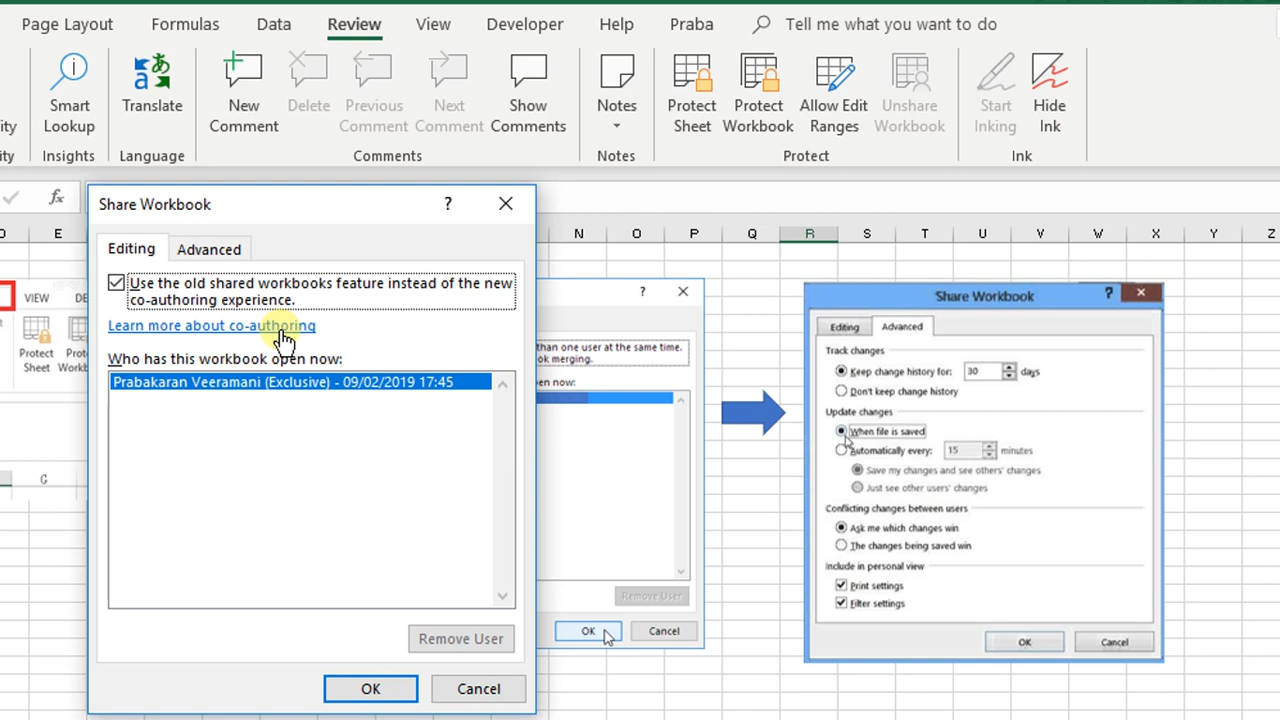 Page Layout Formulas Data Review View Developer Help Praba Tell me what you want to do
ity
Smart Lookup
Translate
New Comment
Delete
Previous Comment
Next Comment
Show Comments
Notes
Protect Sheet
Protect Workbook
Allow Edit Ranges
Unshare Workbook
Start Inking
Hide Ink
ity Insights Language Comments Notes Protect Ink
fx
D E N O P Q R S T U V W X Y Z
Share Workbook ?
Editing Advanced
Use the old shared workbooks feature instead of the new
co-authoring experience.
Learn more about co-authoring
Who has this workbook open now:
Prabakaran Veeramani (Exclusive) - 09/02/2019 17:45
Remove User
OK Cancel
VIEW DE
Protect Sheet
Prot Workb
G
?
than one user at the same time.
ok merging.
en now:
Remove User
OK Cancel
Share Workbook ?
Editing Advanced
Track changes
Keep change history for: 30 days
Don't keep change history
Update changes
When file is saved
Automatically every: 15 minutes
Save my changes and see others' changes
Just see other users' changes
Conflicting changes between users
Ask me which changes win
The changes being saved win
Include in personal view
Print settings
Filter settings
OK Cancel